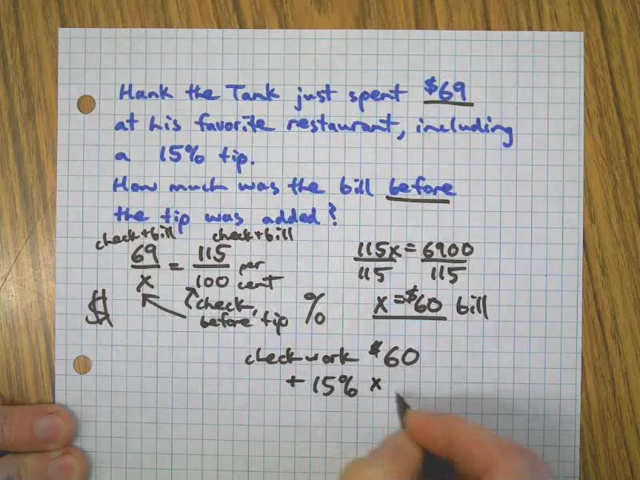 Hank the Tank just spent $69
at his favorite restaurant, including
a 15% tip.
How much was the bill before
the tip was added?
check+bill check+bill
69/x = 115/100 per cent
$ check, before tip %
115x/115 = 6900/115
x = $60 bill
check work $60
+ 15% x